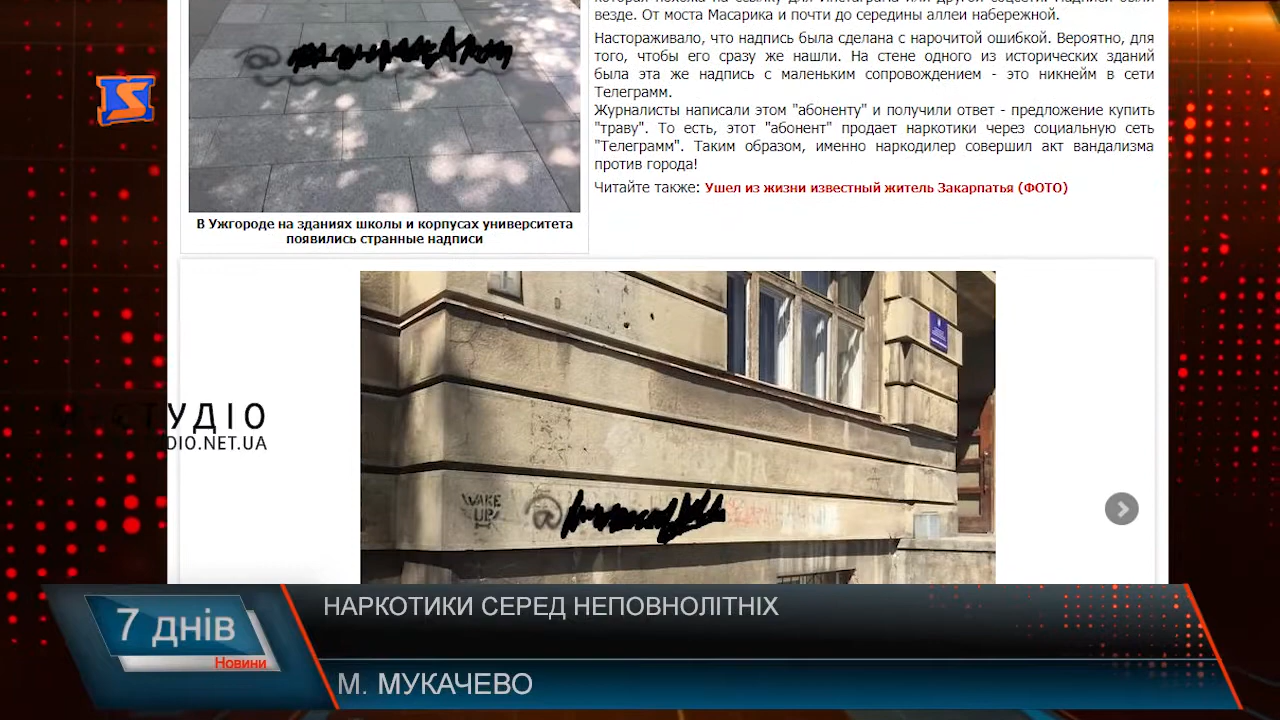 которая похожа на ссылку для Инстаграма или другой соцсети. Надписи были
везде. От моста Масарика и почти до середины аллеи набережной.
Настораживало, что надпись была сделана с нарочитой ошибкой. Вероятно, для
того, чтобы его сразу же нашли. На стене одного из исторических зданий
была эта же надпись с маленьким сопровождением - это никнейм в сети
Телеграмм.
Журналисты написали этом "абоненту" и получили ответ - предложение купить
"траву". То есть, этот "абонент" продает наркотики через социальную сеть
"Телеграмм". Таким образом, именно наркодилер совершил акт вандализма
против города!
Читайте также: Ушел из жизни известный житель Закарпатья (ФОТО)
@
В Ужгороде на зданиях школы и корпусах университета
появились странные надписи
СТУДІО
DIO.NET.UA
WAKE
UP!
@
7 днів
Новини
НАРКОТИКИ СЕРЕД НЕПОВНОЛІТНІХ
М. МУКАЧЕВО